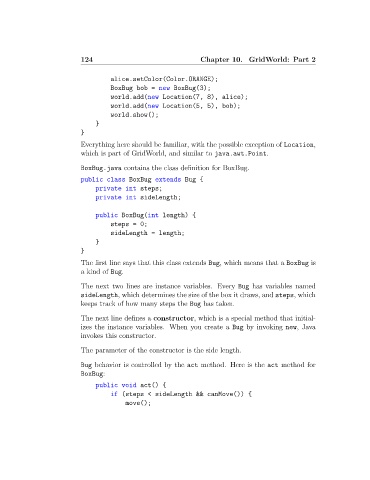 124 Chapter 10. GridWorld: Part 2
alice.setColor(Color.ORANGE);
BoxBug bob = new BoxBug(3);
world.add(new Location(7, 8), alice);
world.add(new Location(5, 5), bob);
world.show();
}
}
Everything here should be familiar, with the possible exception of Location,
which is part of GridWorld, and similar to java.awt.Point.
BoxBug.java contains the class definition for BoxBug.
public class BoxBug extends Bug {
private int steps;
private int sideLength;
public BoxBug(int length) {
steps = 0;
sideLength = length;
}
}
The first line says that this class extends Bug, which means that a BoxBug is
a kind of Bug.
The next two lines are instance variables. Every Bug has variables named
sideLength, which determines the size of the box it draws, and steps, which
keeps track of how many steps the Bug has taken.
The next line defines a constructor, which is a special method that initial-
izes the instance variables. When you create a Bug by invoking new, Java
invokes this constructor.
The parameter of the constructor is the side length.
Bug behavior is controlled by the act method. Here is the act method for
BoxBug:
public void act() {
if (steps < sideLength && canMove()) {
move();